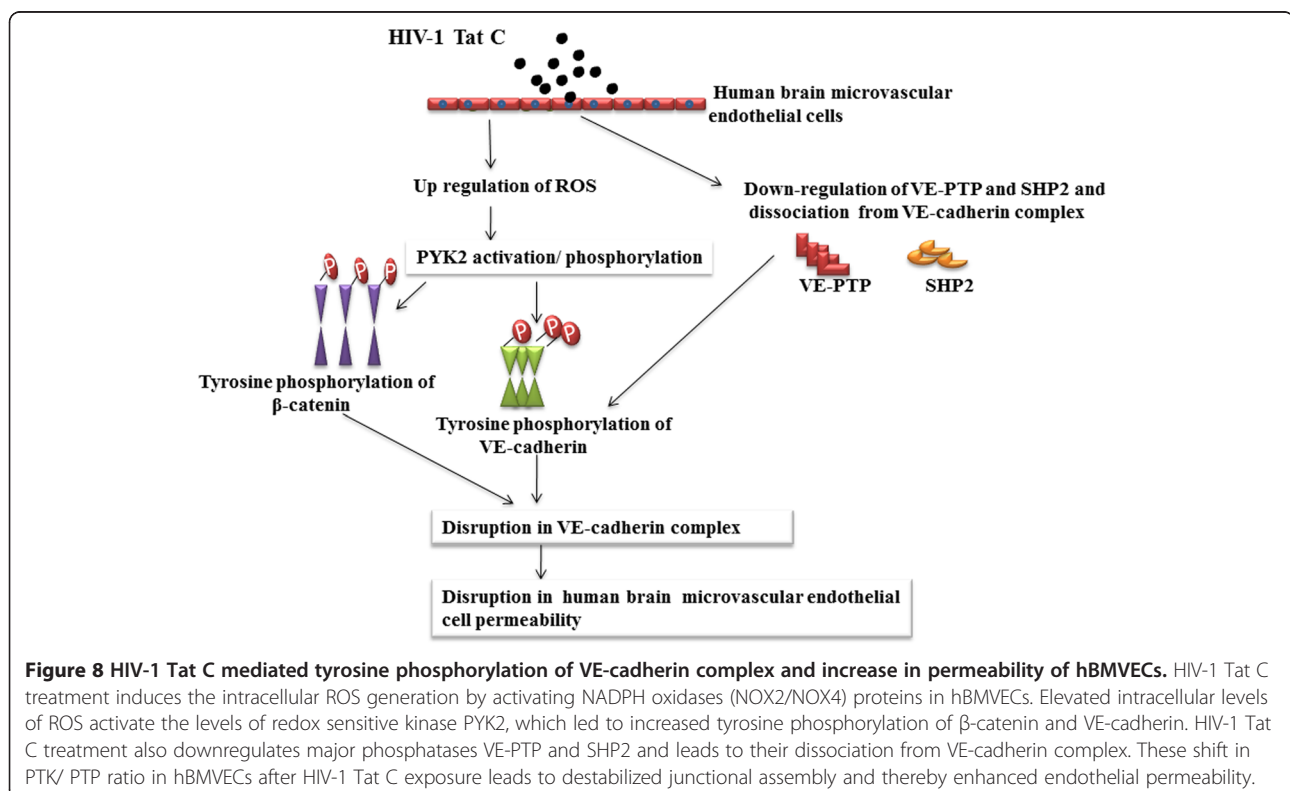 HIV-1 Tat C
Human brain microvascular
endothelial cells
Up regulation of ROS
Down-regulation of VE-PTP and SHP2 and
dissociation from VE-cadherin complex
PYK2 activation/ phosphorylation
VE-PTP
SHP2
P
P
P
P
P
P
Tyrosine phosphorylation of
β-catenin
Tyrosine phosphorylation of
VE-cadherin
Disruption in VE-cadherin complex
Disruption in human brain microvascular endothelial
cell permeability
Figure 8 HIV-1 Tat C mediated tyrosine phosphorylation of VE-cadherin complex and increase in permeability of hBMVECs. HIV-1 Tat C
treatment induces the intracellular ROS generation by activating NADPH oxidases (NOX2/NOX4) proteins in hBMVECs. Elevated intracellular levels
of ROS activate the levels of redox sensitive kinase PYK2, which led to increased tyrosine phosphorylation of β-catenin and VE-cadherin. HIV-1 Tat
C treatment also downregulates major phosphatases VE-PTP and SHP2 and leads to their dissociation from VE-cadherin complex. These shift in
PTK/ PTP ratio in hBMVECs after HIV-1 Tat C exposure leads to destabilized junctional assembly and thereby enhanced endothelial permeability.